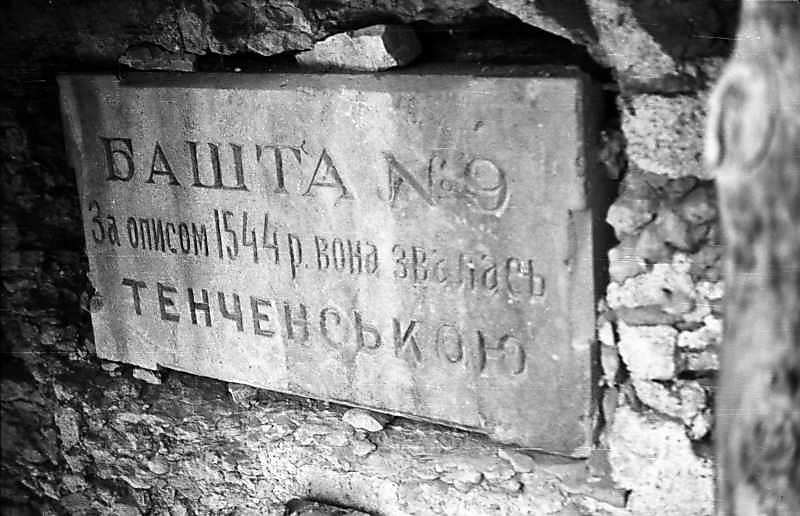 БАШТА №9
За описом 1544 р. вона звалась
ТЕНЧЕНСЬКОЮ